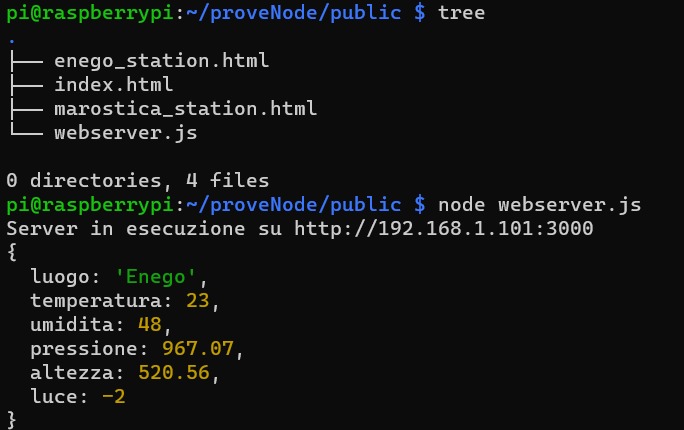 pi@raspberrypi:~/proveNode/public $ tree
.
├── enego_station.html
├── index.html
├── marostica_station.html
└── webserver.js
0 directories, 4 files
pi@raspberrypi:~/proveNode/public $ node webserver.js
Server in esecuzione su http://192.168.1.101:3000
{
  luogo: 'Enego',
  temperatura: 23,
  umidita: 48,
  pressione: 967.07,
  altezza: 520.56,
  luce: -2
}